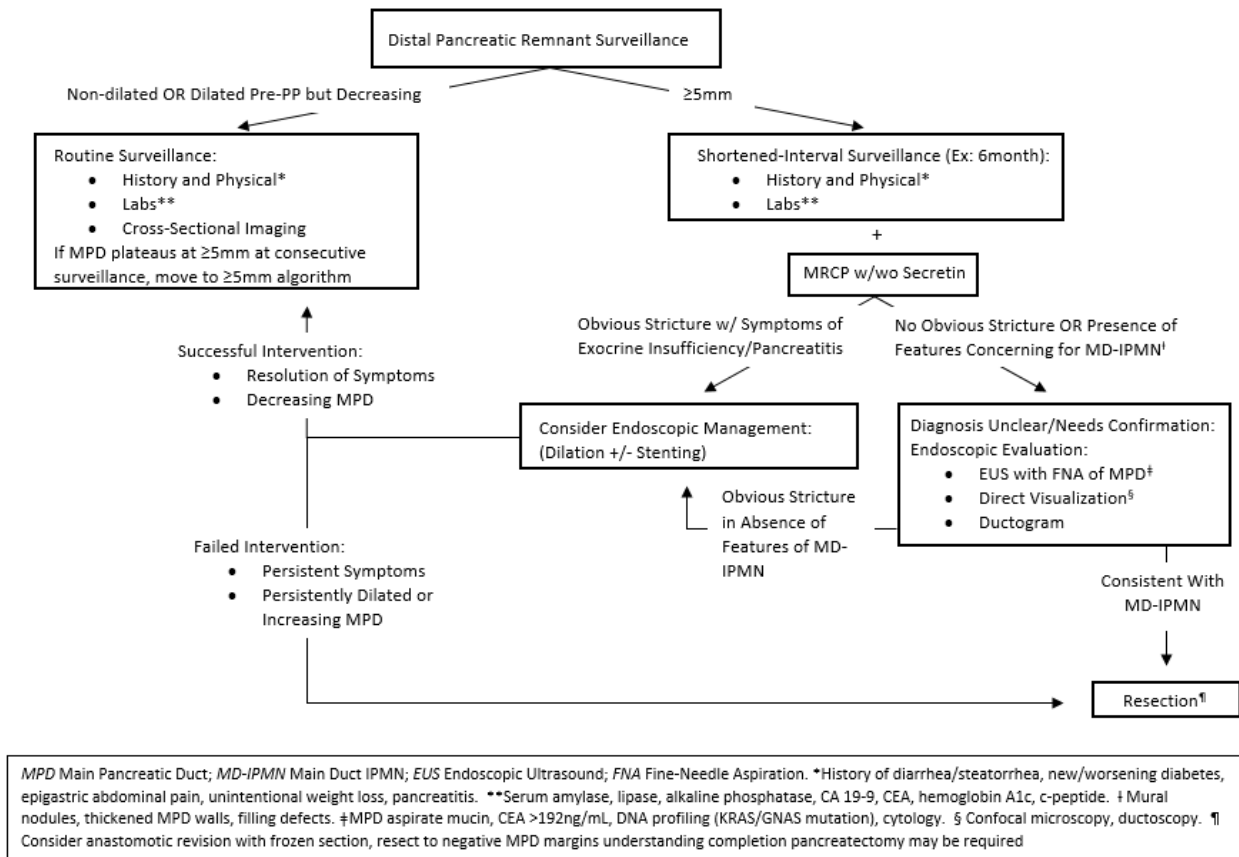 Distal Pancreatic Remnant Surveillance
Non-dilated OR Dilated Pre-PP but Decreasing
≥5mm
Routine Surveillance:
● History and Physical*
● Labs**
● Cross-Sectional Imaging
If MPD plateaus at ≥5mm at consecutive
surveillance, move to ≥5mm algorithm
Shortened-Interval Surveillance (Ex: 6month):
● History and Physical*
● Labs**
+
MRCP w/wo Secretin
Obvious Stricture w/ Symptoms of
Exocrine Insufficiency/Pancreatitis
No Obvious Stricture OR Presence of
Features Concerning for MD-IPMNƗ
Successful Intervention:
● Resolution of Symptoms
● Decreasing MPD
Consider Endoscopic Management:
(Dilation +/- Stenting)
Diagnosis Unclear/Needs Confirmation:
Endoscopic Evaluation:
● EUS with FNA of MPD‡
● Direct Visualization§
● Ductogram
Obvious Stricture
in Absence of
Features of MD-
IPMN
Failed Intervention:
● Persistent Symptoms
● Persistently Dilated or
Increasing MPD
Consistent With
MD-IPMN
Resection¶
MPD Main Pancreatic Duct; MD-IPMN Main Duct IPMN; EUS Endoscopic Ultrasound; FNA Fine-Needle Aspiration. *History of diarrhea/steatorrhea, new/worsening diabetes,
epigastric abdominal pain, unintentional weight loss, pancreatitis. **Serum amylase, lipase, alkaline phosphatase, CA 19-9, CEA, hemoglobin A1c, c-peptide. Ɨ Mural
nodules, thickened MPD walls, filling defects. ‡MPD aspirate mucin, CEA >192ng/mL, DNA profiling (KRAS/GNAS mutation), cytology. § Confocal microscopy, ductoscopy. ¶
Consider anastomotic revision with frozen section, resect to negative MPD margins understanding completion pancreatectomy may be required